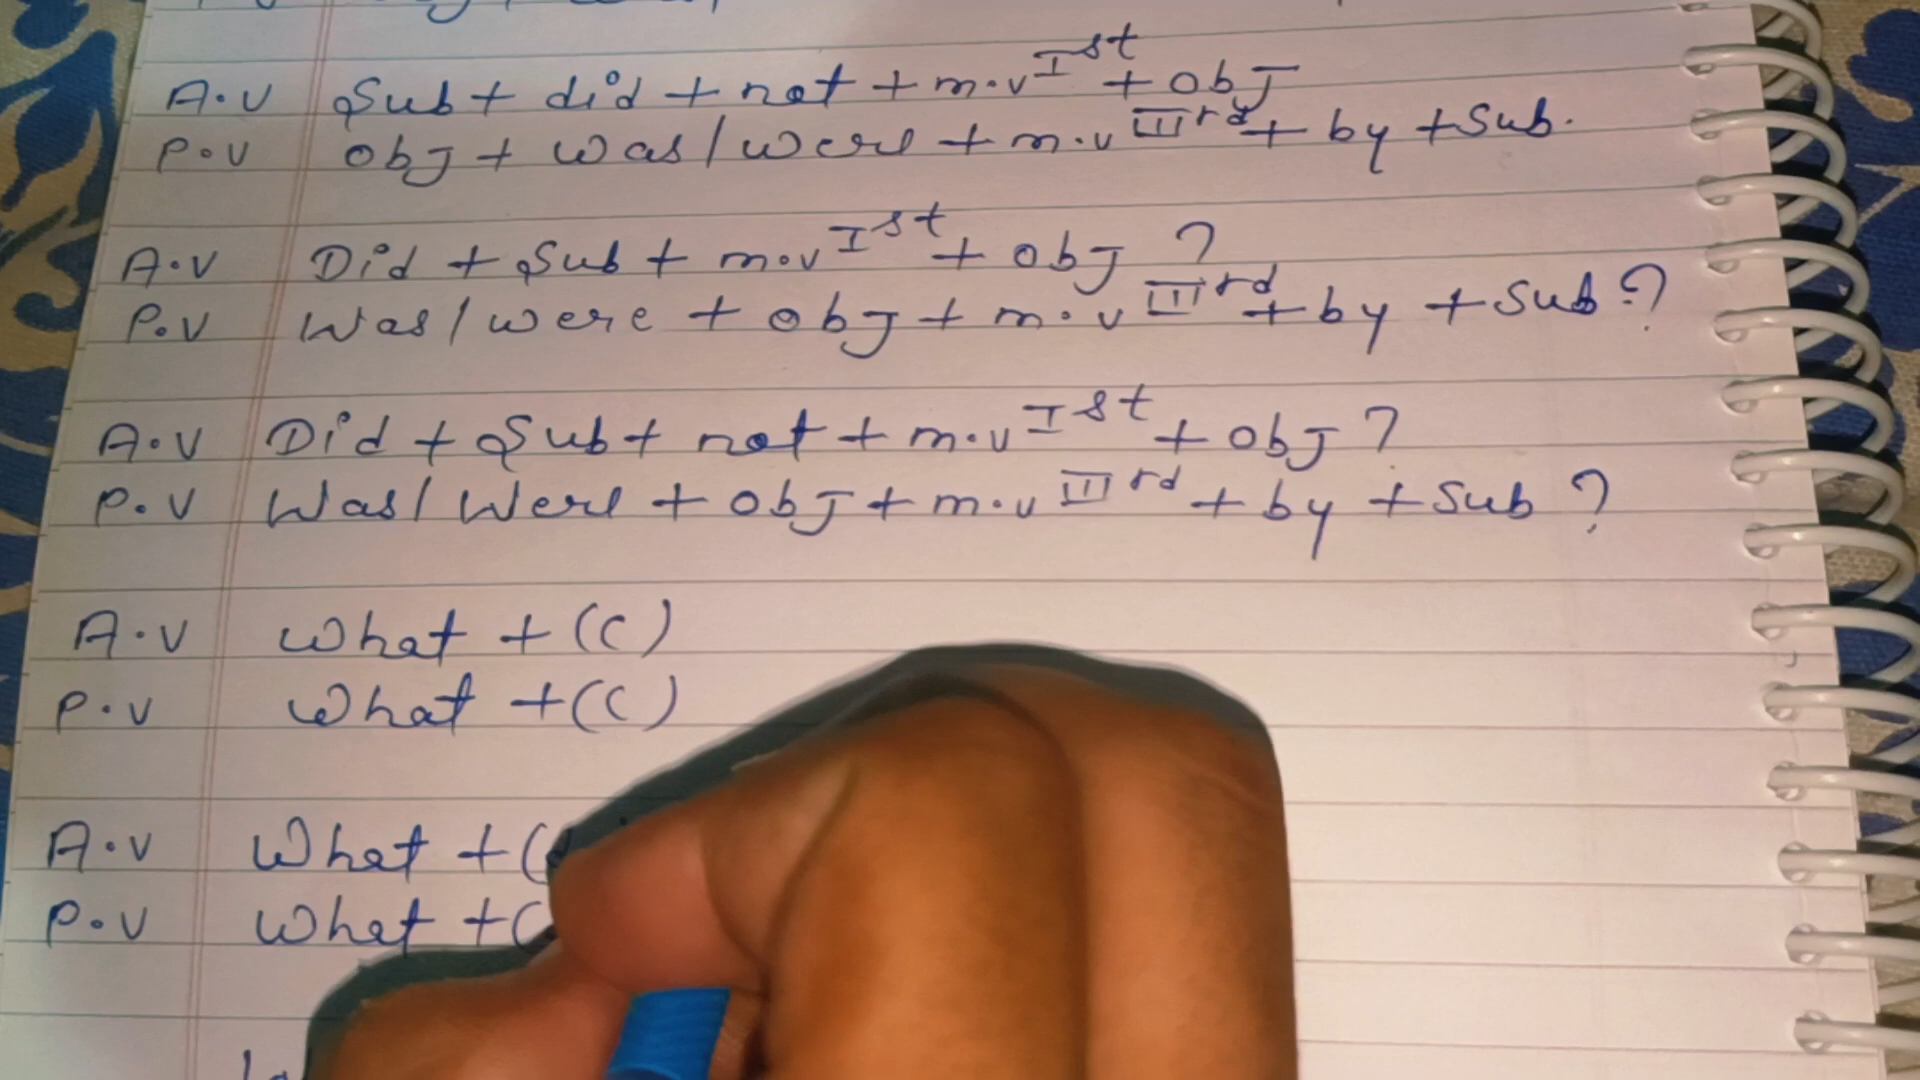 A.V Sub + did + not + m.v Ist + obj
P.V obj + was/were + m.v IIIrd + by + Sub.
A.V Did + Sub + m.v Ist + obj ?
P.V Was/were + obj + m.v IIIrd + by + Sub ?
A.V Did + Sub + not + m.v Ist + obj ?
P.V Was/Were + obj + m.v IIIrd + by + Sub ?
A.V What + (C)
P.V What + (C)
A.V What + (
P.V What + (